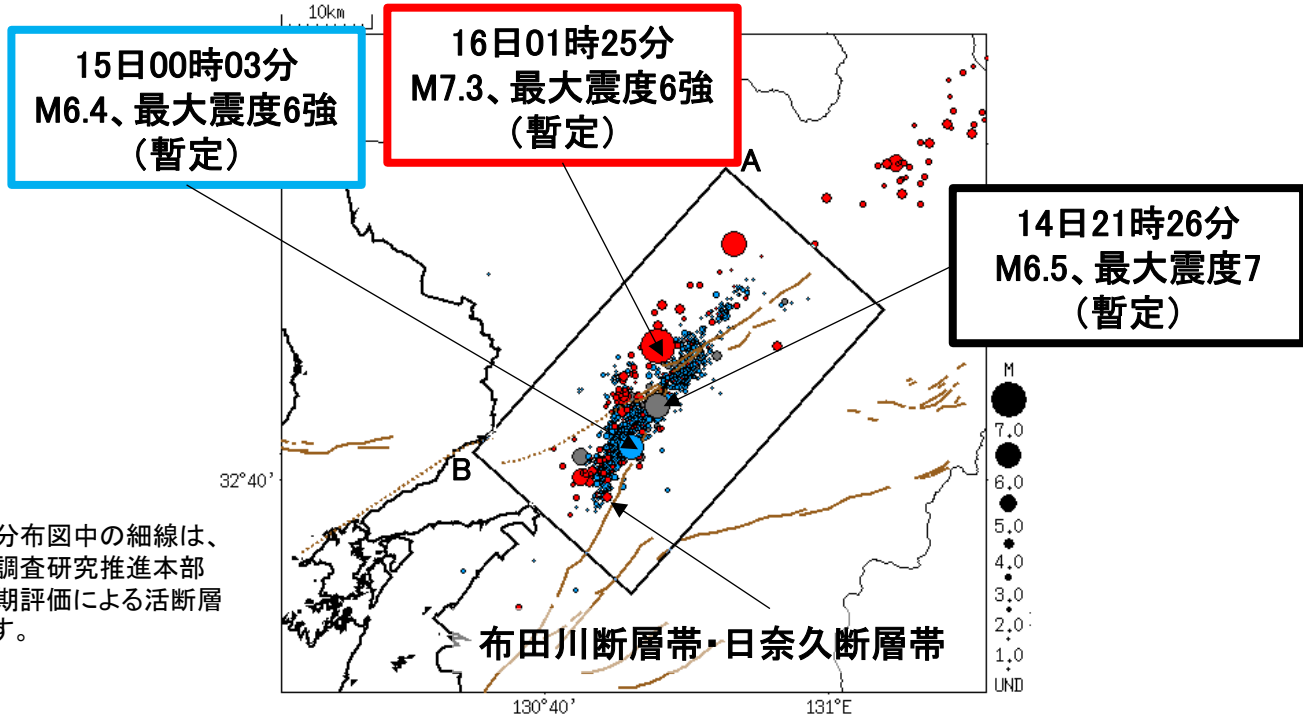 10km
15日00時03分
M6.4、最大震度6強
（暫定）
16日01時25分
M7.3、最大震度6強
（暫定）
14日21時26分
M6.5、最大震度7
（暫定）
A
B
32°40'
分布図中の細線は、
調査研究推進本部
期評価による活断層
す。
布田川断層帯・日奈久断層帯
M
7.0
6.0
5.0
4.0
3.0
2.0
1.0
UND
130°40'
131°E